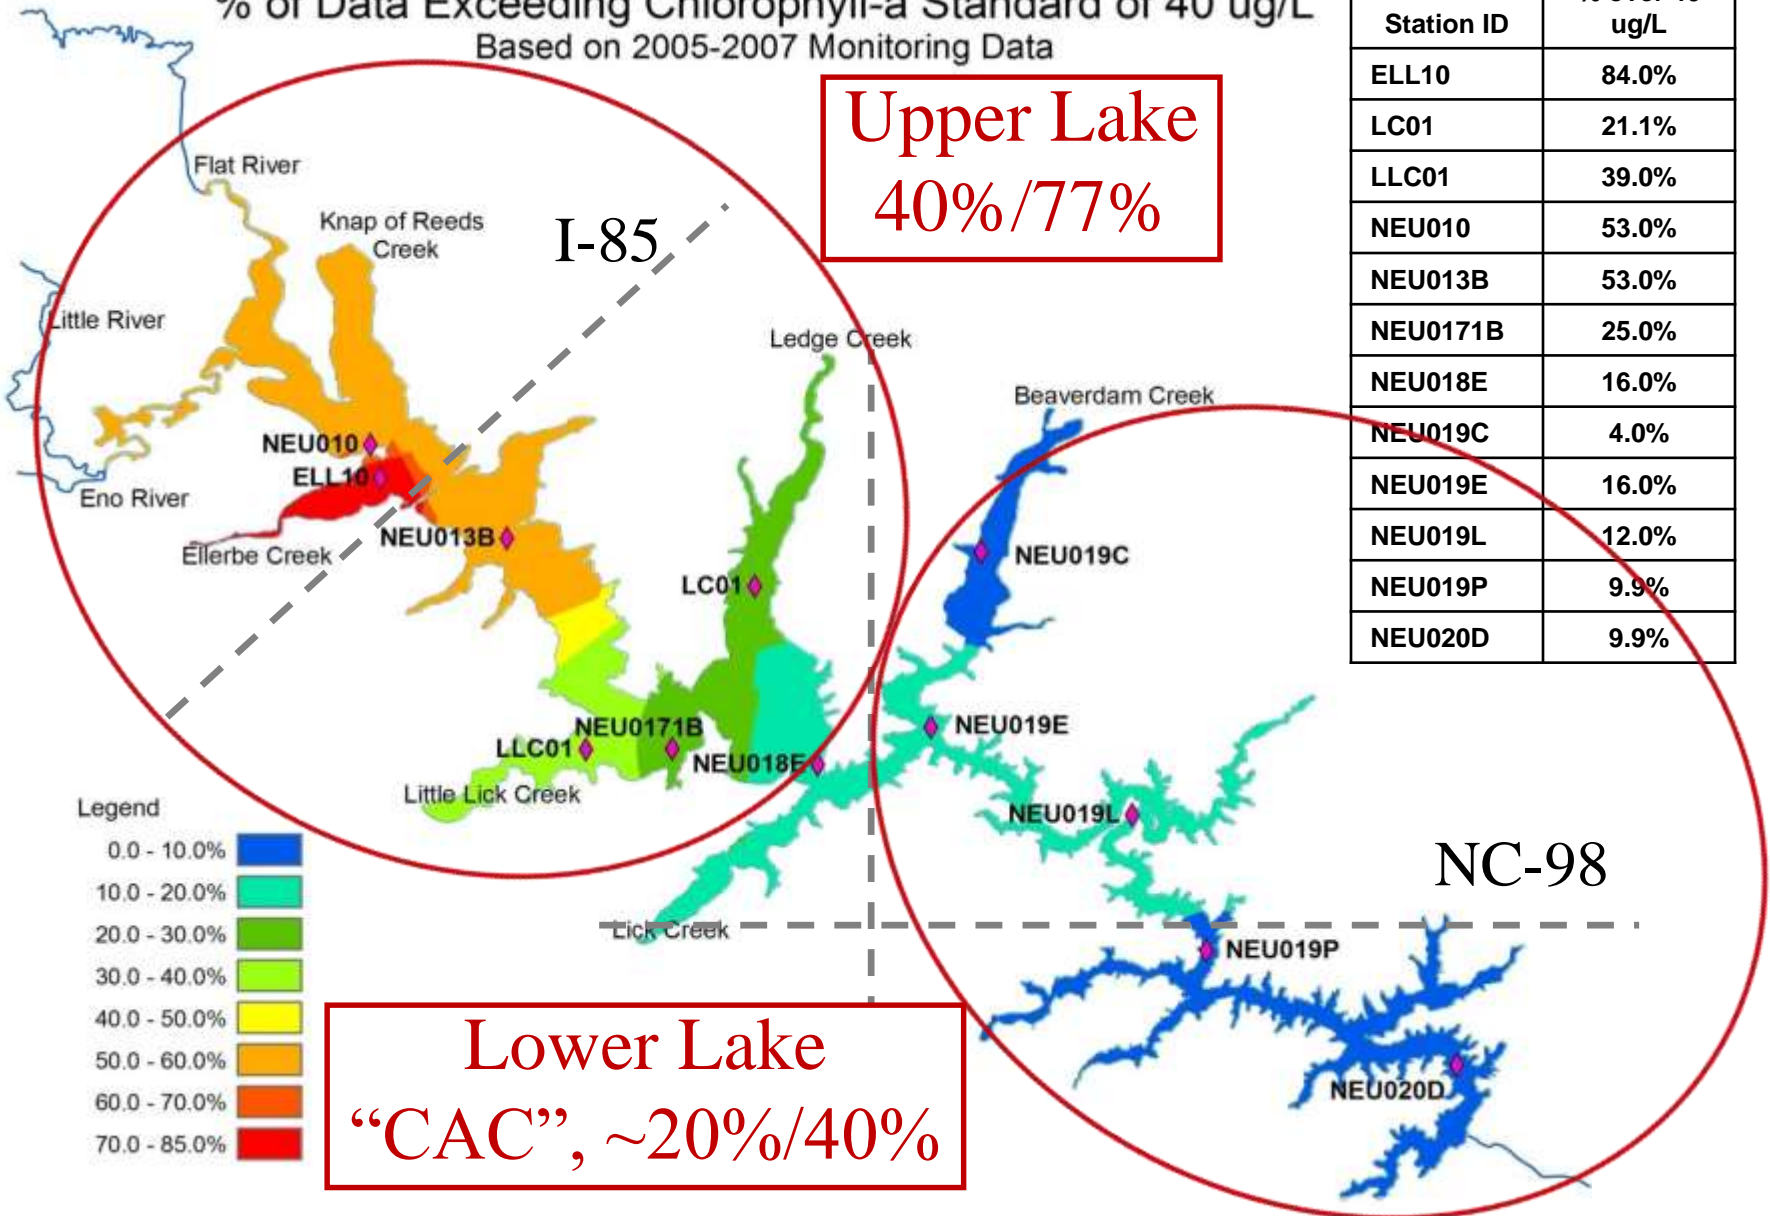 % of Data Exceeding Chlorophyll-a Standard of 40 ug/L
Based on 2005-2007 Monitoring Data
Upper Lake
40%/77%
I-85
Flat River
Knap of Reeds
Creek
Little River
Eno River
Ellerbe Creek
Ledge Creek
Beaverdam Creek
NEU010
ELL10
NEU013B
LC01
NEU019C
NEU0171B
LLC01
NEU018E
NEU019E
NEU019L
Little Lick Creek
Lick Creek
NC-98
NEU019P
NEU020D
Legend
0.0 - 10.0%
10.0 - 20.0%
20.0 - 30.0%
30.0 - 40.0%
40.0 - 50.0%
50.0 - 60.0%
60.0 - 70.0%
70.0 - 85.0%
Lower Lake
“CAC”, ~20%/40%
Station ID
ug/L
ELL10 84.0%
LC01 21.1%
LLC01 39.0%
NEU010 53.0%
NEU013B 53.0%
NEU0171B 25.0%
NEU018E 16.0%
NEU019C 4.0%
NEU019E 16.0%
NEU019L 12.0%
NEU019P 9.9%
NEU020D 9.9%